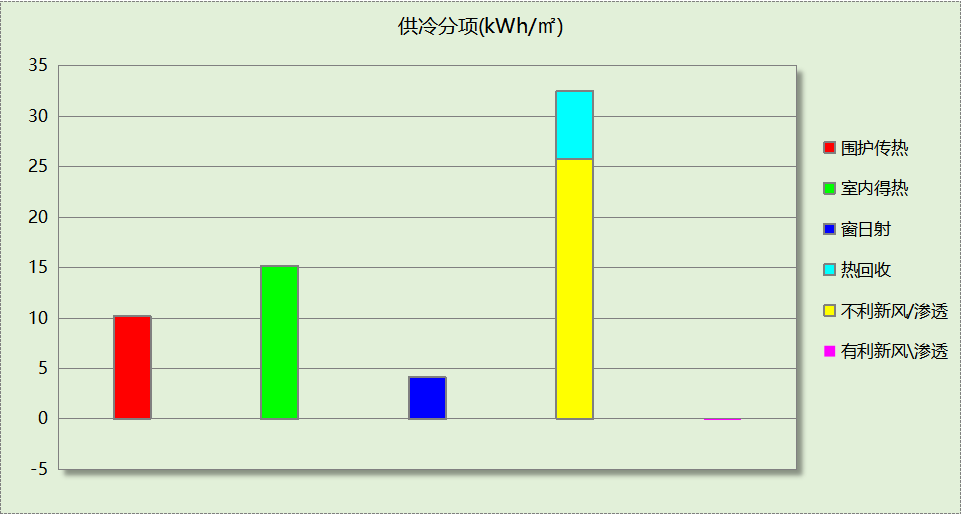 供冷分项(kWh/㎡)
35
30
25
20
15
10
5
0
-5
围护传热
室内得热
窗日射
热回收
不利新风/渗透
有利新风\渗透